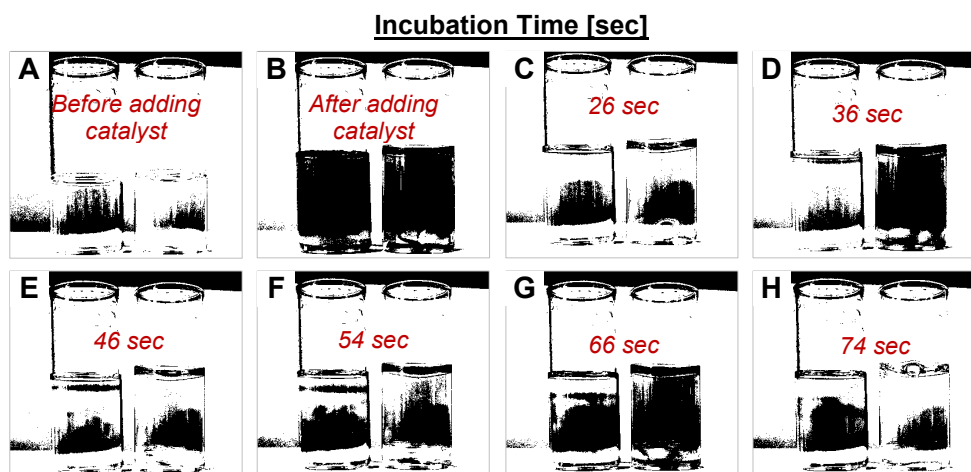 Incubation Time [sec]
A
Before adding
catalyst
B
After adding
catalyst
C
26 sec
D
36 sec
E
46 sec
F
54 sec
G
66 sec
H
74 sec